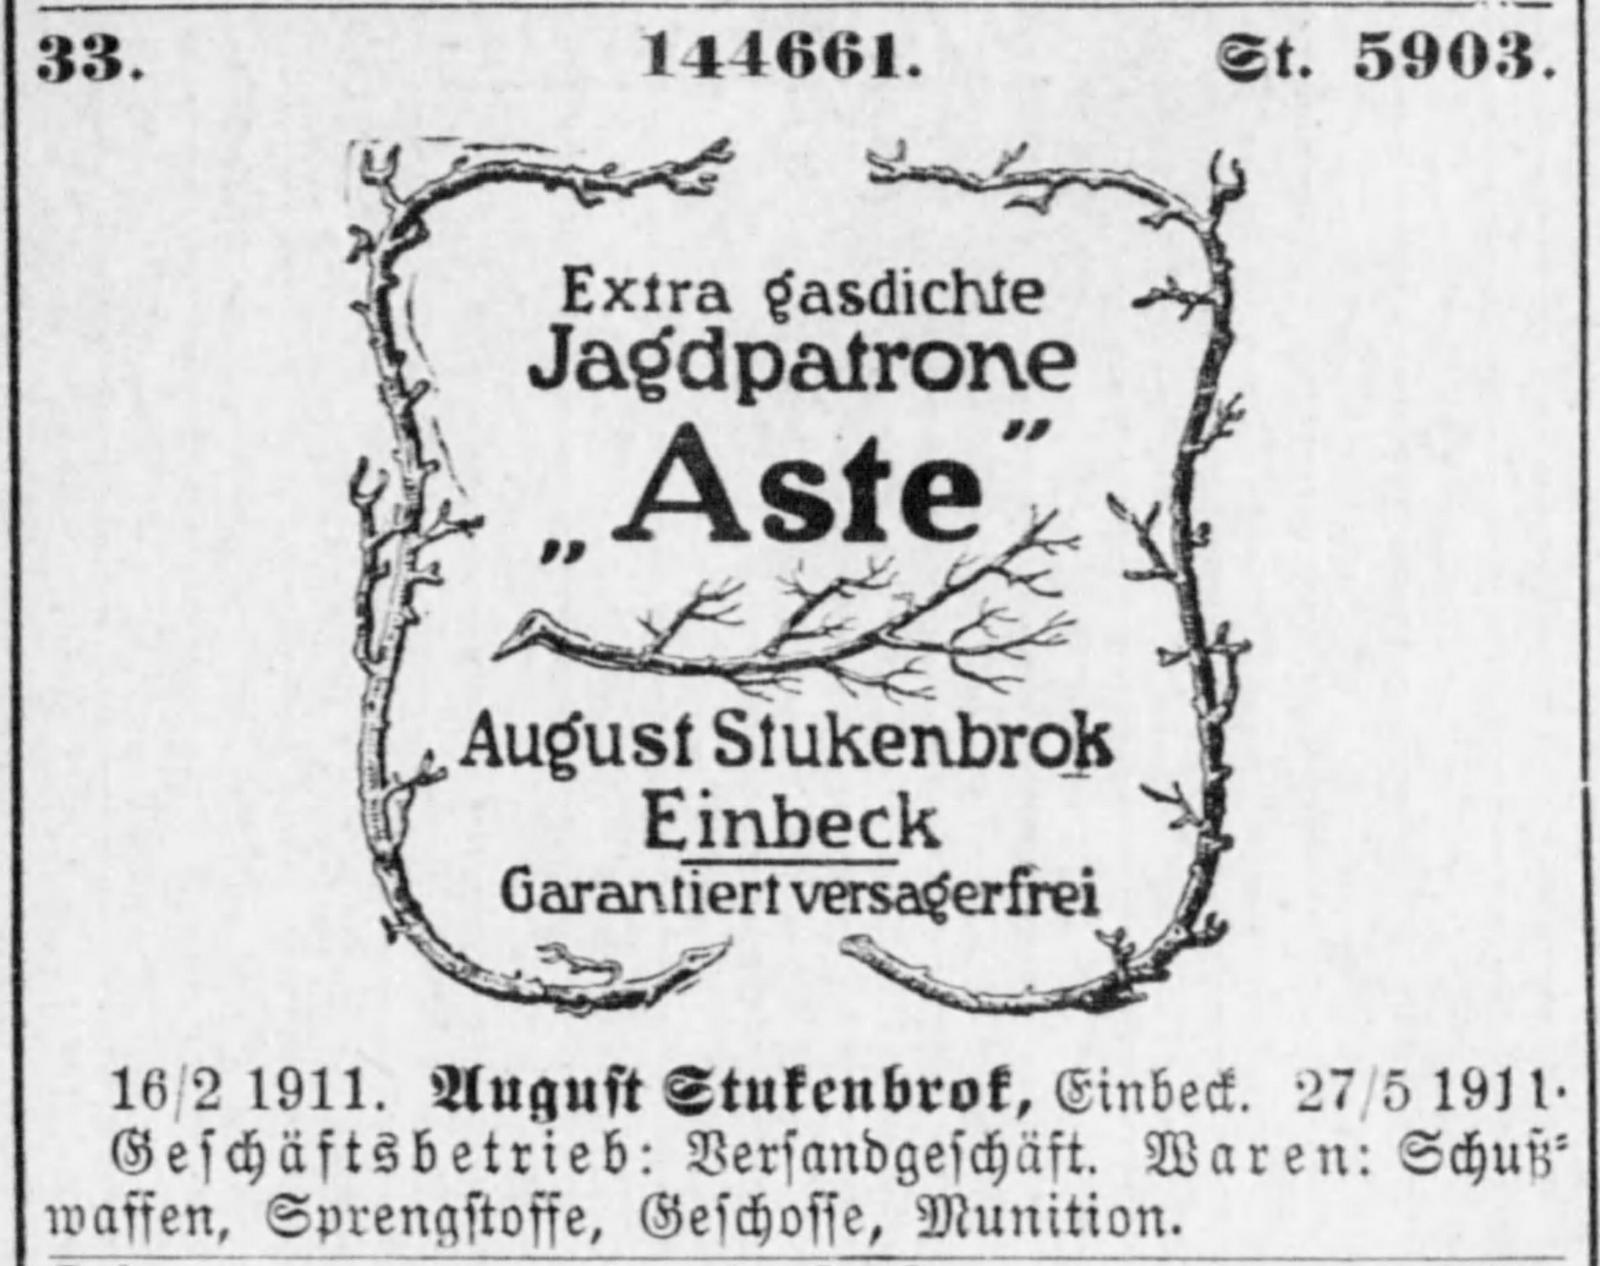 33. 144661. St. 5903.
Extra gasdichte
Jagdpatrone
„Aste”
August Stukenbrok
Einbeck
Garantiert versagerfrei
16/2 1911. Auguſt Stukenbrok, Einbeck. 27/5 1911.
Geſchäftsbetrieb: Verſandgeſchäft. Waren: Schuß⸗
waffen, Sprengſtoffe, Geſchoſſe, Munition.